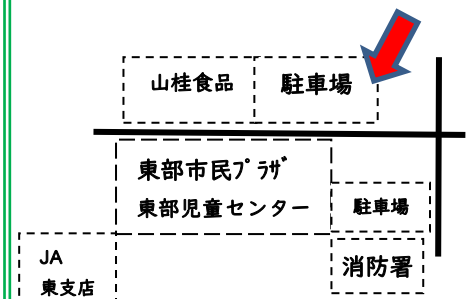 山桂食品
駐車場
東部市民プラザ
東部児童センター
駐車場
消防署
JA
東支店